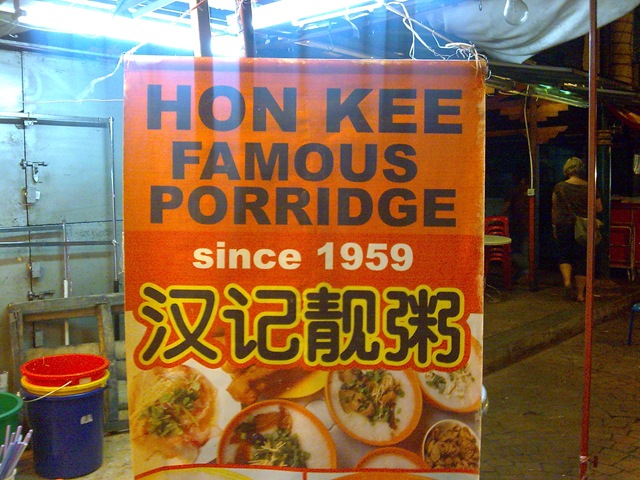 HON KEE
FAMOUS
PORRIDGE
since 1959
汉记靓粥